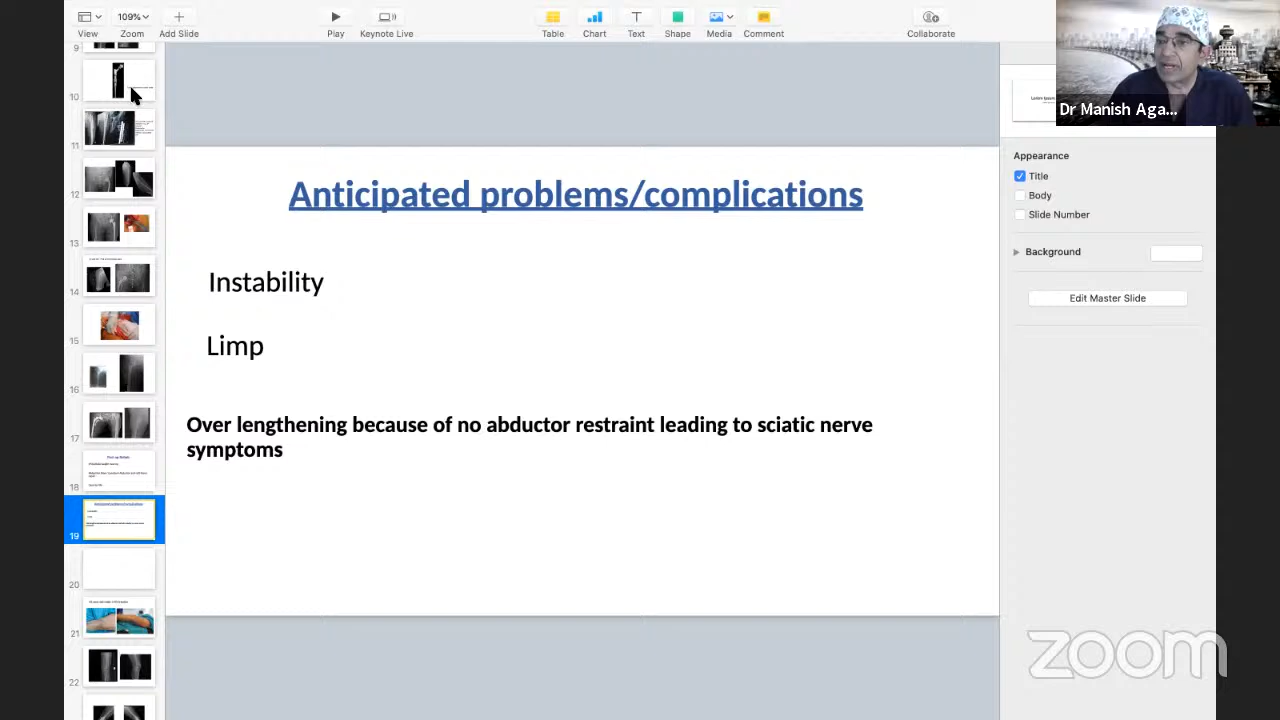 109%
View
Zoom
Add Slide
Play
Keynote Live
Table
Chart
Text
Shape
Media
Comment
Collaborate
Dr Manish Aga...
9
10
11
12
13
14
15
16
17
18
19
20
21
22
Anticipated problems/complications
Instability
Limp
Over lengthening because of no abductor restraint leading to sciatic nerve
symptoms
Appearance
Title
Body
Slide Number
Background
Edit Master Slide
zoom